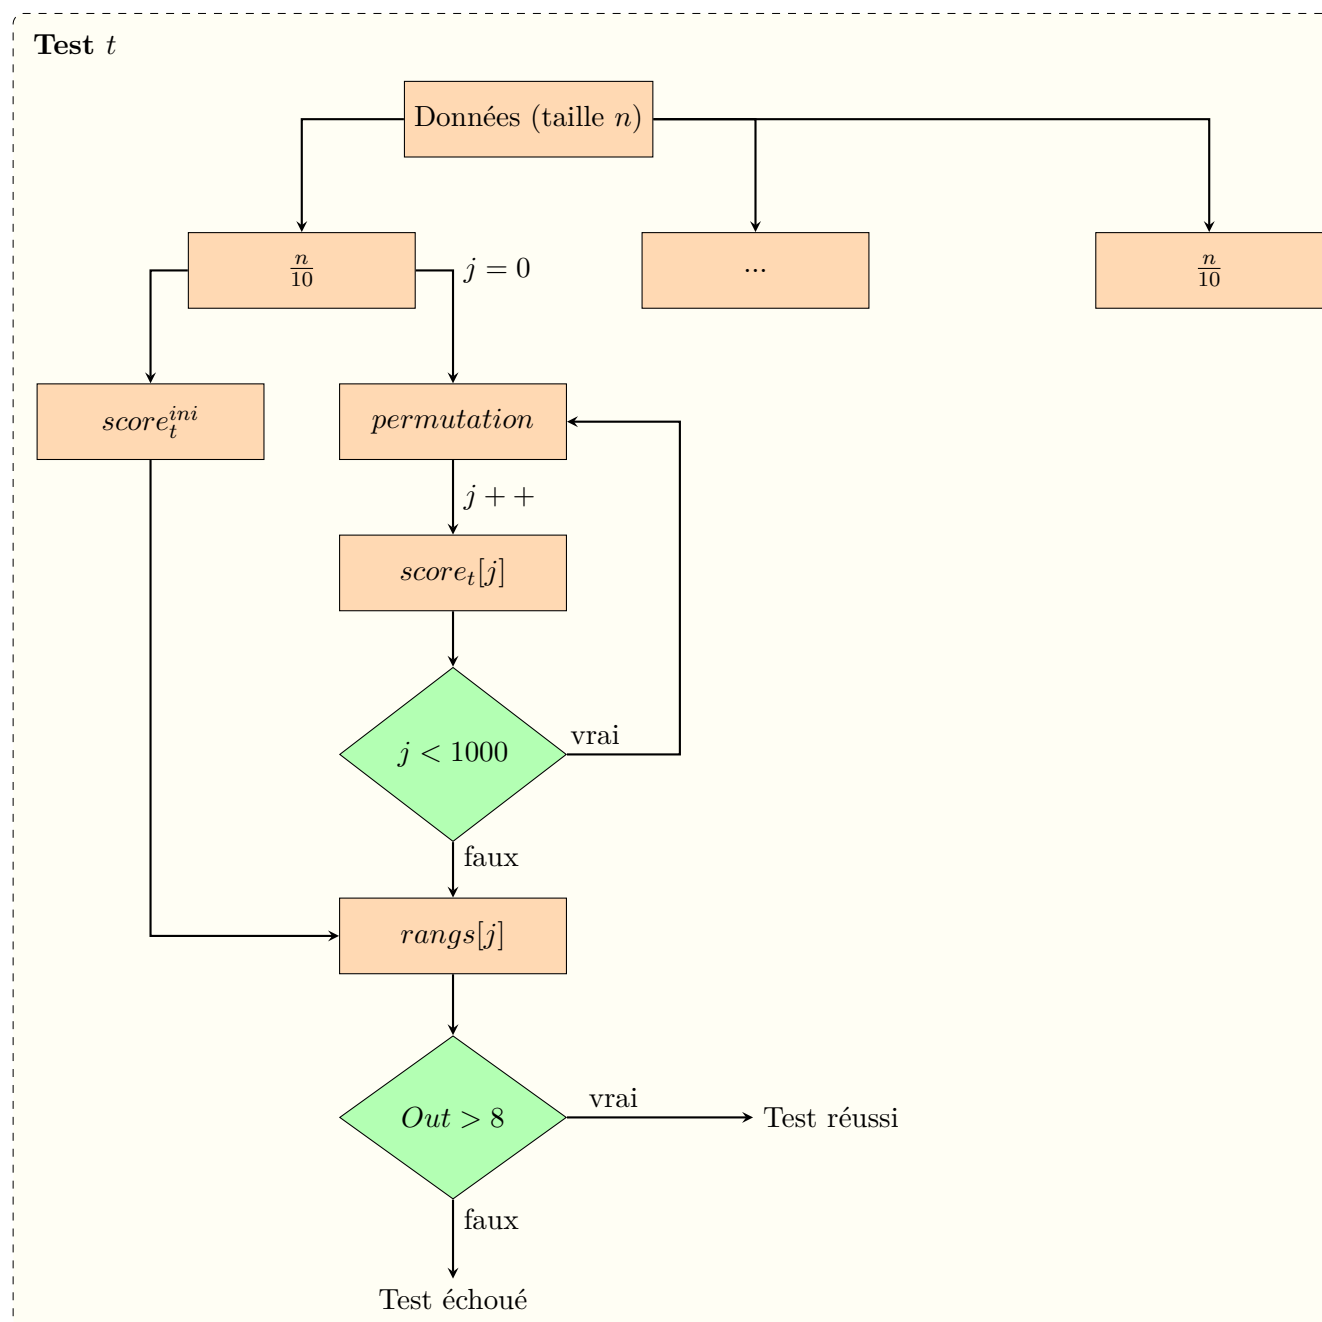 Test t
Données (taille n)
n/10
j = 0
...
n/10
score_t^{ini}
permutation
j + +
score_t[j]
j < 1000
vrai
faux
rangs[j]
Out > 8
vrai
Test réussi
faux
Test échoué